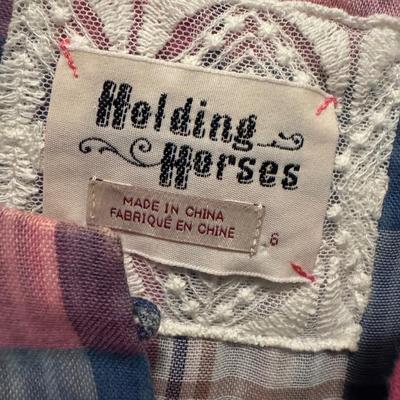 Holding
Horses
MADE IN CHINA
FABRIQUÉ EN CHINE
6